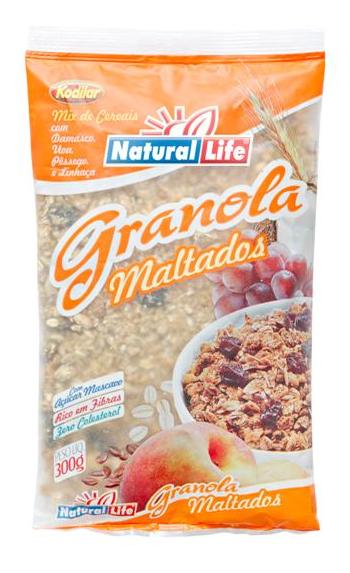 Kodilar
Mix de Cereais
com
Damasco,
Uva,
Pêssego,
e Linhaça
Natural Life®
Granola
Maltados
Com
Açúcar Mascavo
Rico em Fibras
Zero Colesterol
PESO LIQ.
300g
Natural Life
Granola
Maltados